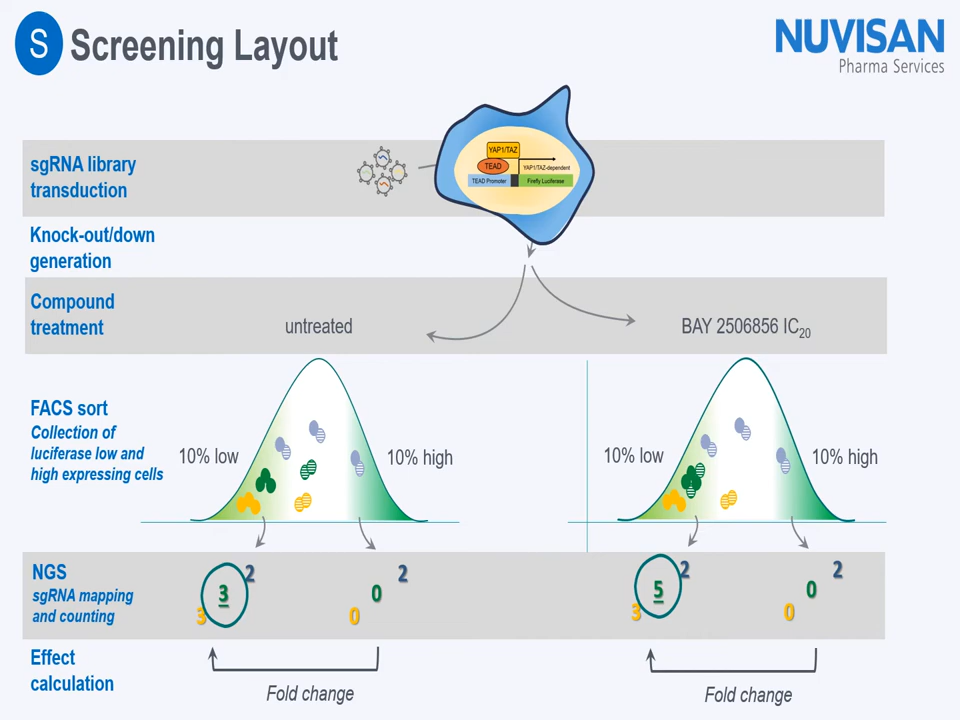 S Screening Layout
NUVISAN
Pharma Services
sgRNA library
transduction
YAP1/TAZ
TEAD
YAP1/TAZ-dependent
TEAD Promoter
Firefly Luciferase
Knock-out/down
generation
Compound
treatment
untreated
BAY 2506856 IC20
FACS sort
Collection of
luciferase low and
high expressing cells
10% low
10% high
10% low
10% high
NGS
sgRNA mapping
and counting
3 3 2
0 0 2
3 5 2
0 0 2
Effect
calculation
Fold change
Fold change